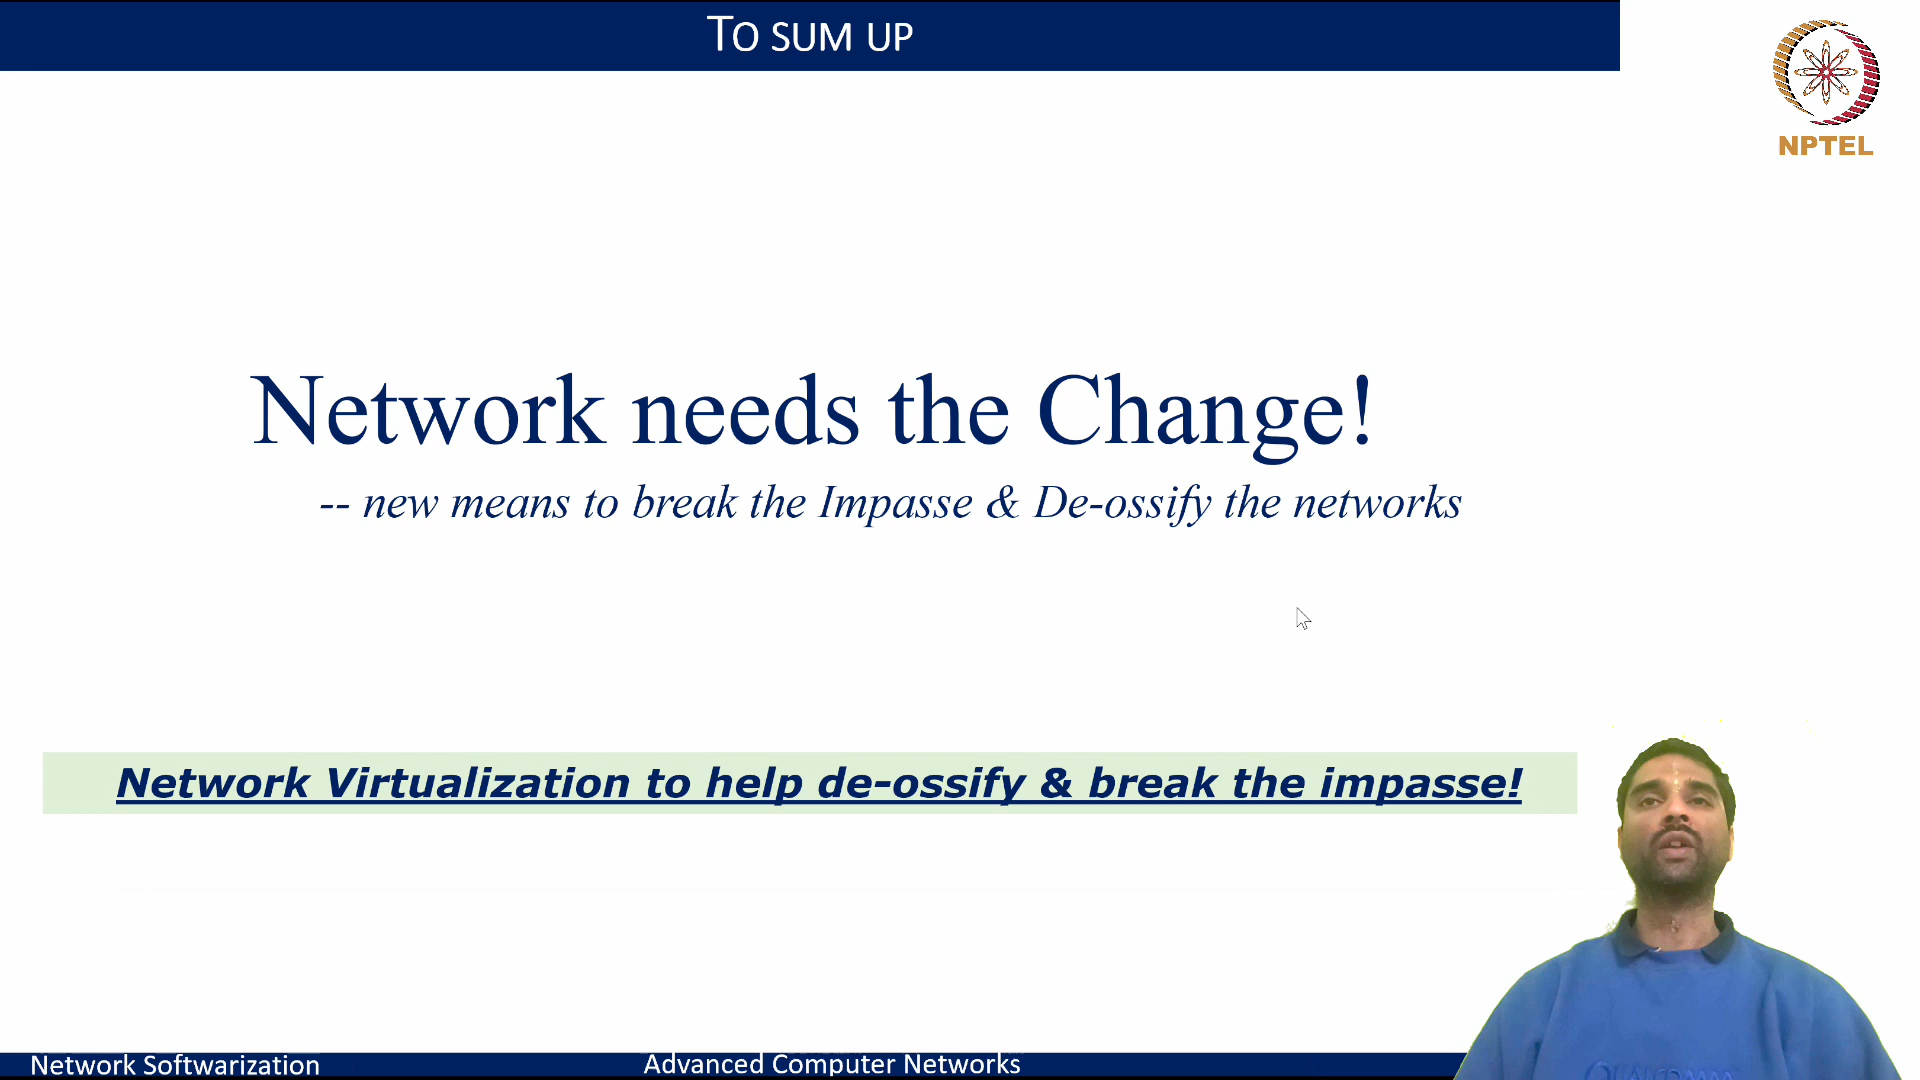 TO SUM UP
NPTEL
Network needs the Change!
-- new means to break the Impasse & De-ossify the networks
Network Virtualization to help de-ossify & break the impasse!
Network Softwarization
Advanced Computer Networks